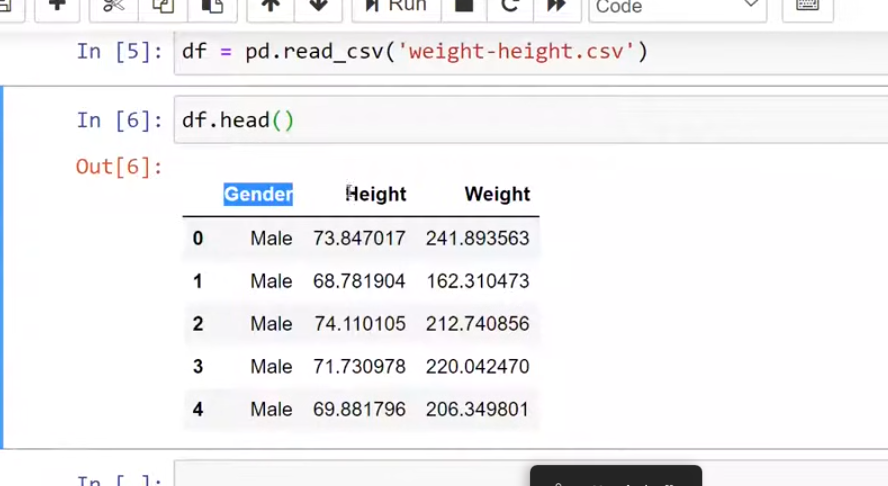 Run
Code
In [5]: df = pd.read_csv('weight-height.csv')
In [6]: df.head()
Out[6]:
Gender Height Weight
0 Male 73.847017 241.893563
1 Male 68.781904 162.310473
2 Male 74.110105 212.740856
3 Male 71.730978 220.042470
4 Male 69.881796 206.349801
In [ ]: